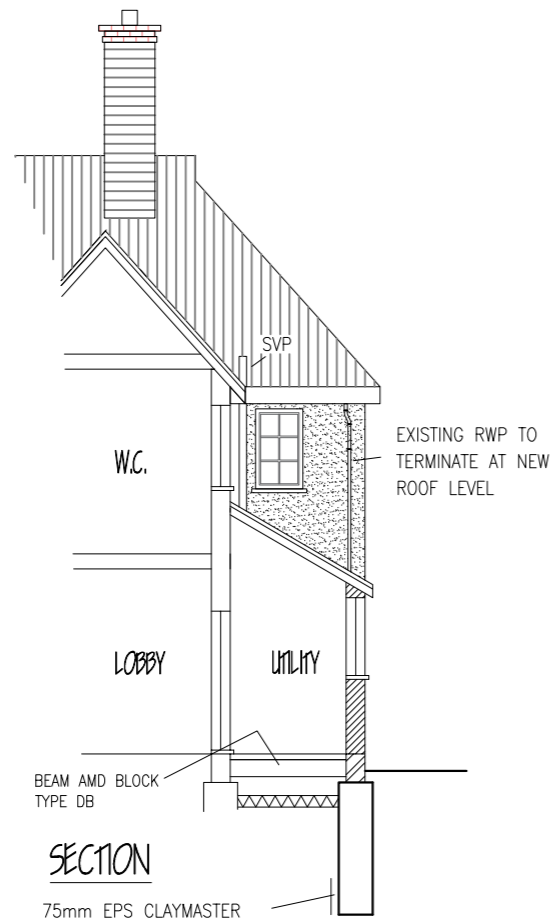 SVP
EXISTING RWP TO
TERMINATE AT NEW
ROOF LEVEL
W.C.
LOBBY
UTILITY
BEAM AMD BLOCK
TYPE DB
SECTION
75mm EPS CLAYMASTER